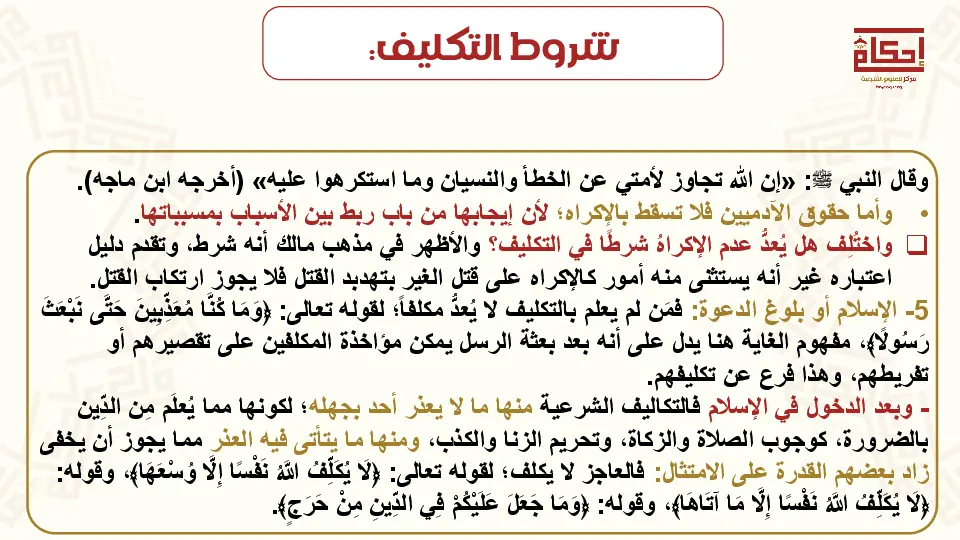 شروط التكليف:
إحكام
مركز للعلوم الشرعية
وقال النبي ﷺ: «إن الله تجاوز لأمتي عن الخطأ والنسيان وما استكرهوا عليه» (أخرجه ابن ماجه).
• وأما حقوق الآدميين فلا تسقط بالإكراه؛ لأن إيجابها من باب ربط بين الأسباب بمسبباتها.
❑ واختُلِف هل يُعدُّ عدم الإكراهُ شرطًا في التكليف؟ والأظهر في مذهب مالك أنه شرط، وتقدم دليل
اعتباره غير أنه يستثنى منه أمور كالإكراه على قتل الغير بتهدبد القتل فلا يجوز ارتكاب القتل.
5- الإسلام أو بلوغ الدعوة: فمَن لم يعلم بالتكليف لا يُعدُّ مكلفاً؛ لقوله تعالى: ﴿وَمَا كُنَّا مُعَذِّبِينَ حَتَّى نَبْعَثَ
رَسُولًا﴾، مفهوم الغاية هنا يدل على أنه بعد بعثة الرسل يمكن مؤاخذة المكلفين على تقصيرهم أو
تفريطهم، وهذا فرع عن تكليفهم.
- وبعد الدخول في الإسلام فالتكاليف الشرعية منها ما لا يعذر أحد بجهله؛ لكونها مما يُعلَم مِن الدِّين
بالضرورة، كوجوب الصلاة والزكاة، وتحريم الزنا والكذب، ومنها ما يتأتى فيه العذر مما يجوز أن يخفى
زاد بعضهم القدرة على الامتثال: فالعاجز لا يكلف؛ لقوله تعالى: ﴿لَا يُكَلِّفُ اللَّهُ نَفْسًا إِلَّا وُسْعَهَا﴾، وقوله:
﴿لَا يُكَلِّفُ اللَّهُ نَفْسًا إِلَّا مَا آتَاهَا﴾، وقوله: ﴿وَمَا جَعَلَ عَلَيْكُمْ فِي الدِّينِ مِنْ حَرَجٍ﴾.